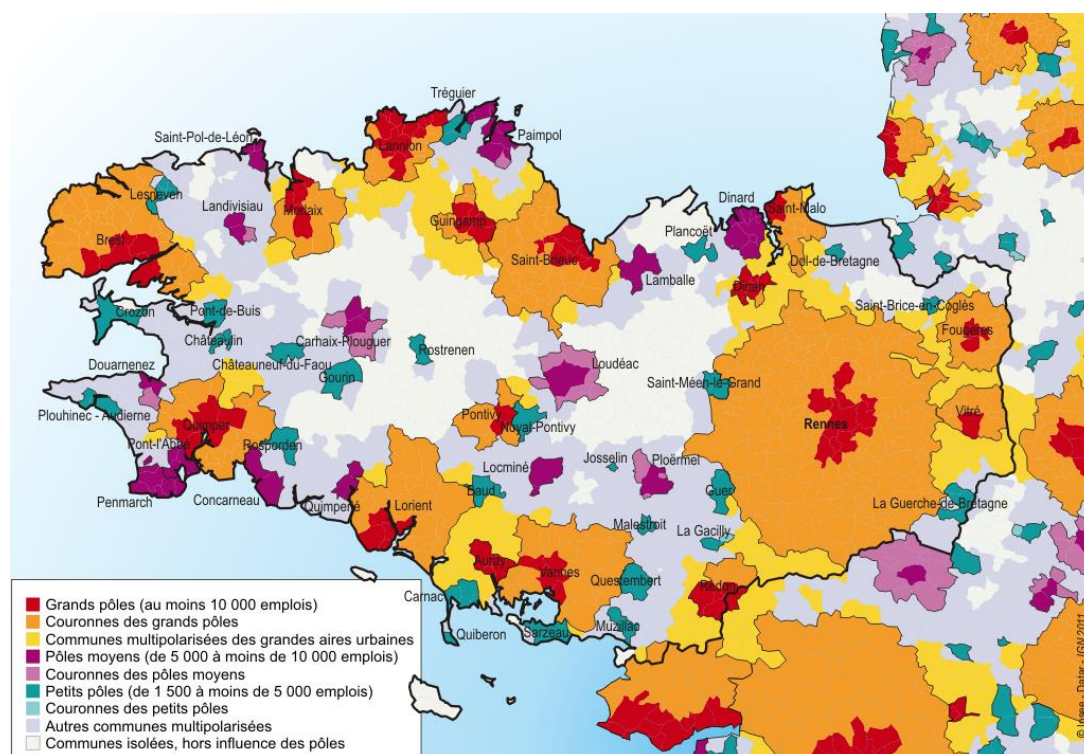 Tréguier
Saint-Pol-de-Léon
Paimpol
Lannion
Lesneven
Landivisiau
Morlaix
Guingamp
Dinard
Saint-Malo
Plancoët
Brest
Saint-Brieuc
Lamballe
Dol-de-Bretagne
Dinan
Crozon
Pont-de-Buis
Saint-Brice-en-Coglès
Fougères
Châteaulin
Carhaix-Plouguer
Rostrenen
Douarnenez
Châteauneuf-du-Faou
Gourin
Loudéac
Saint-Méen-le-Grand
Plouhinec - Audierne
Quimper
Pontivy
Noyal-Pontivy
Rennes
Vitré
Pont-l'Abbé
Rosporden
Locminé
Josselin
Ploërmel
Penmarch
Concarneau
Quimperlé
Lorient
Baud
Guer
La Guerche-de-Bretagne
Malestroit
La Gacilly
Auray
Vannes
Questembert
Redon
Carnac
Quiberon
Sarzeau
Muzillac
Grands pôles (au moins 10 000 emplois)
Couronnes des grands pôles
Communes multipolarisées des grandes aires urbaines
Pôles moyens (de 5 000 à moins de 10 000 emplois)
Couronnes des pôles moyens
Petits pôles (de 1 500 à moins de 5 000 emplois)
Couronnes des petits pôles
Autres communes multipolarisées
Communes isolées, hors influence des pôles
© Insee - Datar - IGN 2011